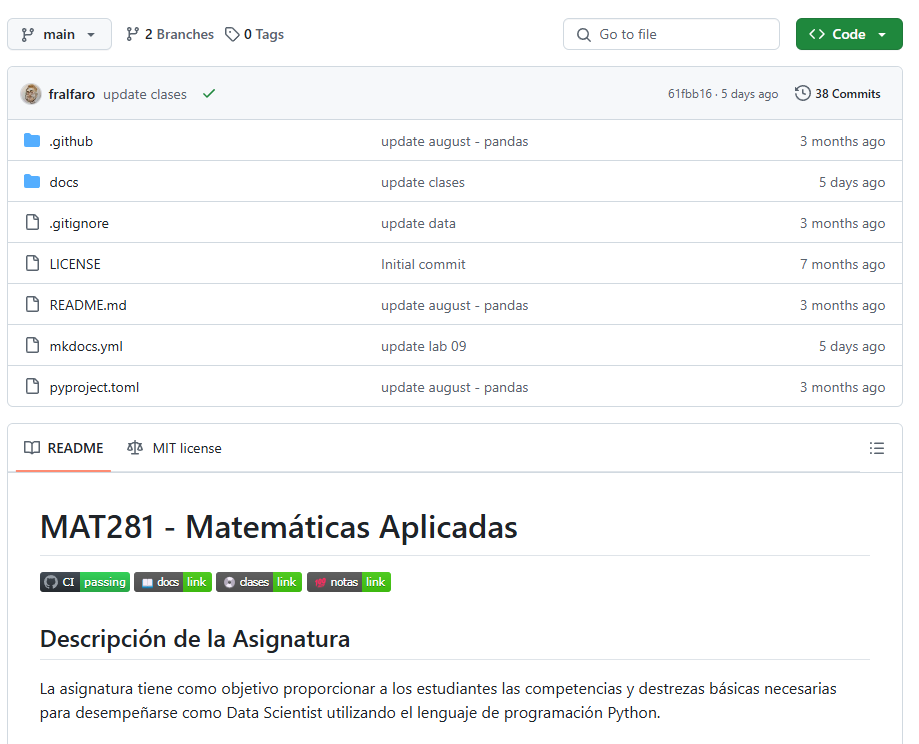 main 2 Branches 0 Tags Go to file Code
fralfaro update clases 61fbb16 · 5 days ago 38 Commits
.github update august - pandas 3 months ago
docs update clases 5 days ago
.gitignore update data 3 months ago
LICENSE Initial commit 7 months ago
README.md update august - pandas 3 months ago
mkdocs.yml update lab 09 5 days ago
pyproject.toml update august - pandas 3 months ago
README MIT license
MAT281 - Matemáticas Aplicadas
CI passing docs link clases link notas link
Descripción de la Asignatura
La asignatura tiene como objetivo proporcionar a los estudiantes las competencias y destrezas básicas necesarias
para desempeñarse como Data Scientist utilizando el lenguaje de programación Python.